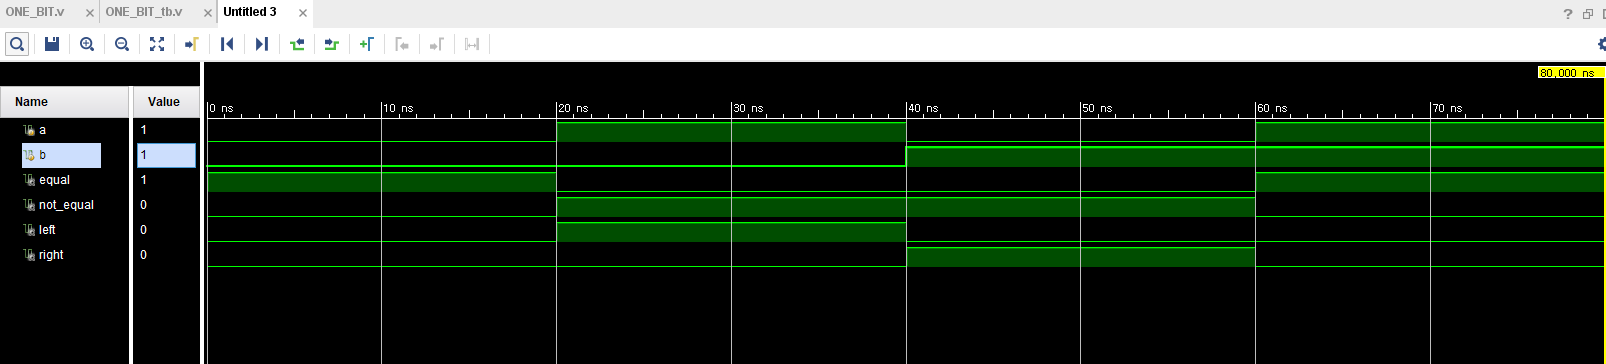 ONE_BIT.v × ONE_BIT_tb.v × Untitled 3 ×
80,000 ns
Name Value 0 ns 10 ns 20 ns 30 ns 40 ns 50 ns 60 ns 70 ns
a 1
b 1
equal 1
not_equal 0
left 0
right 0